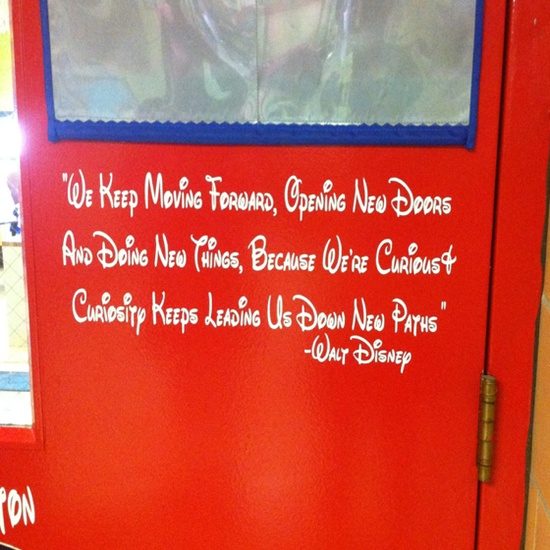 "We Keep Moving Forward, Opening New Doors
And Doing New Things, Because We're Curious &
Curiosity Keeps Leading Us Down New Paths"
-Walt Disney